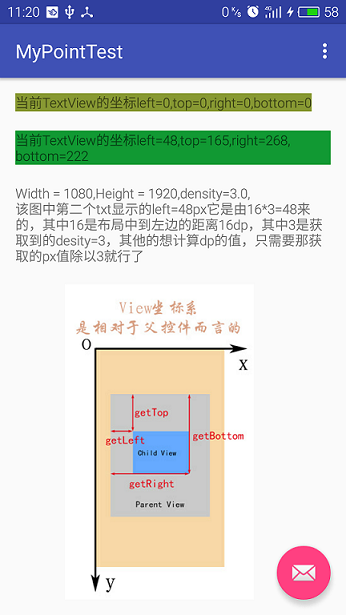 11:20
0 K/s
4G
58
MyPointTest
当前TextView的坐标left=0,top=0,right=0,bottom=0
当前TextView的坐标left=48,top=165,right=268,
bottom=222
Width = 1080,Height = 1920,density=3.0,
该图中第二个txt显示的left=48px它是由16*3=48来
的，其中16是布局中到左边的距离16dp，其中3是获
取到的desity=3，其他的想计算dp的值，只需要那获
取的px值除以3就行了
View坐标系
是相对于父控件而言的
O
x
getTop
getLeft
getBottom
Child View
getRight
Parent View
y